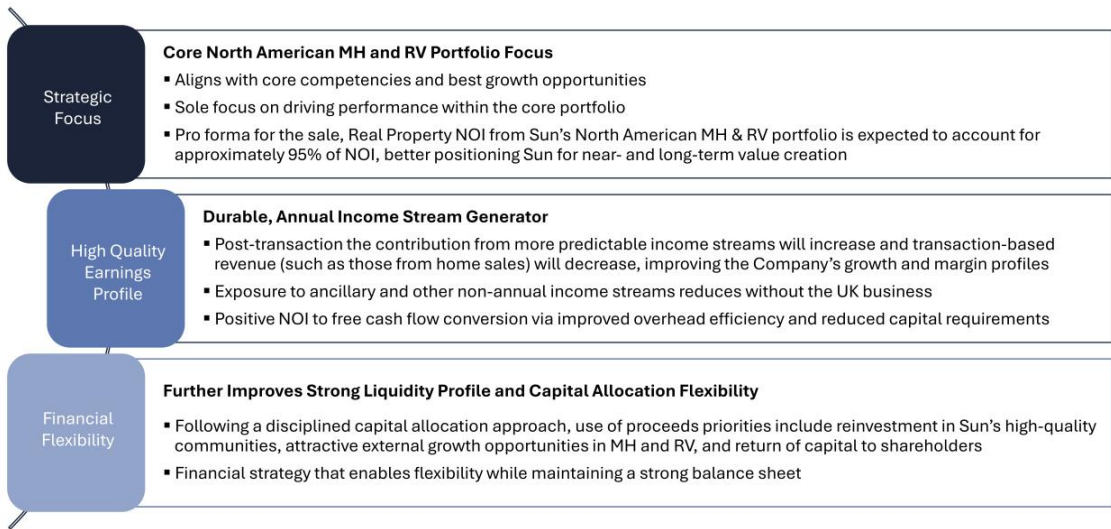 Strategic
Focus
Core North American MH and RV Portfolio Focus
▪ Aligns with core competencies and best growth opportunities
▪ Sole focus on driving performance within the core portfolio
▪ Pro forma for the sale, Real Property NOI from Sun's North American MH & RV portfolio is expected to account for
approximately 95% of NOI, better positioning Sun for near- and long-term value creation
High Quality
Earnings
Profile
Durable, Annual Income Stream Generator
▪ Post-transaction the contribution from more predictable income streams will increase and transaction-based
revenue (such as those from home sales) will decrease, improving the Company's growth and margin profiles
▪ Exposure to ancillary and other non-annual income streams reduces without the UK business
▪ Positive NOI to free cash flow conversion via improved overhead efficiency and reduced capital requirements
Financial
Flexibility
Further Improves Strong Liquidity Profile and Capital Allocation Flexibility
▪ Following a disciplined capital allocation approach, use of proceeds priorities include reinvestment in Sun's high-quality
communities, attractive external growth opportunities in MH and RV, and return of capital to shareholders
▪ Financial strategy that enables flexibility while maintaining a strong balance sheet